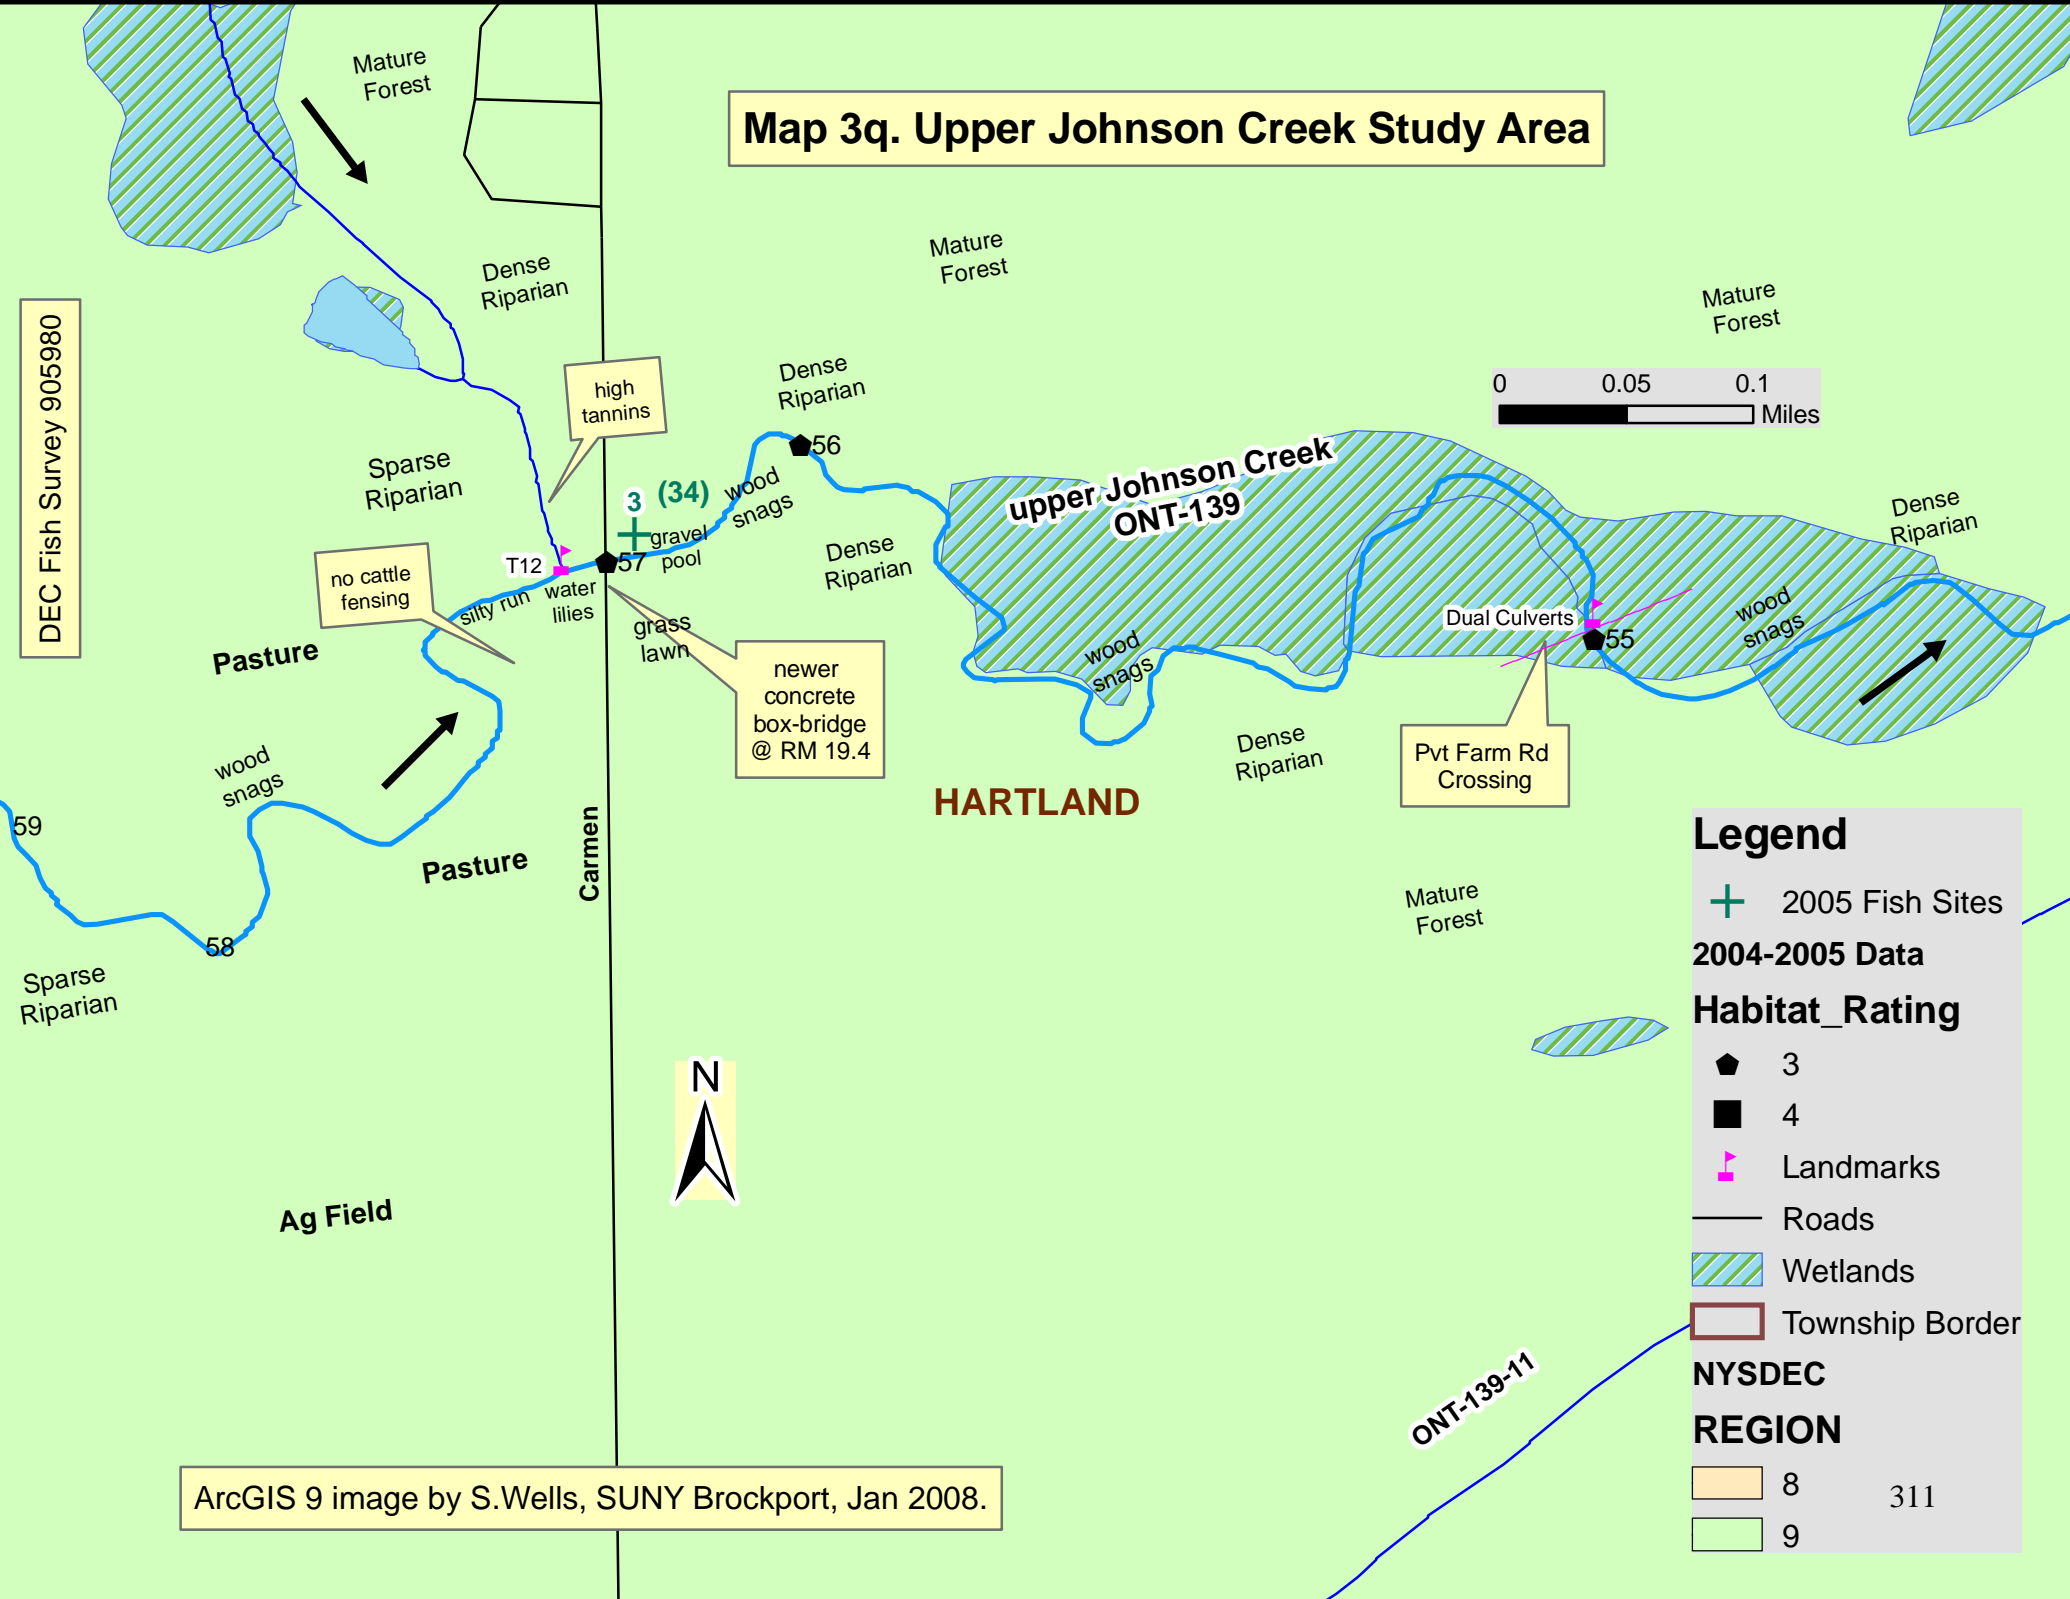 Mature
Forest
Map 3q. Upper Johnson Creek Study Area
Mature
Forest
Dense
Riparian
Mature
Forest
DEC Fish Survey 905980
high
tannins
Dense
Riparian
0 0.05 0.1
Miles
56
upper Johnson Creek
ONT-139
Sparse
Riparian
3 (34)
wood
snags
gravel
pool
57
T12
Dense
Riparian
Dense
Riparian
no cattle
fensing
silty run
water
lilies
grass
lawn
Dual Culverts
55
wood
snags
wood
snags
Pasture
newer
concrete
box-bridge
@ RM 19.4
Dense
Riparian
Pvt Farm Rd
Crossing
wood
snags
HARTLAND
59
Pasture
Carmen
58
Sparse
Riparian
Mature
Forest
N
Ag Field
ONT-139-11
ArcGIS 9 image by S.Wells, SUNY Brockport, Jan 2008.
Legend
2005 Fish Sites
2004-2005 Data
Habitat_Rating
3
4
Landmarks
Roads
Wetlands
Township Border
NYSDEC
REGION
8
9
311